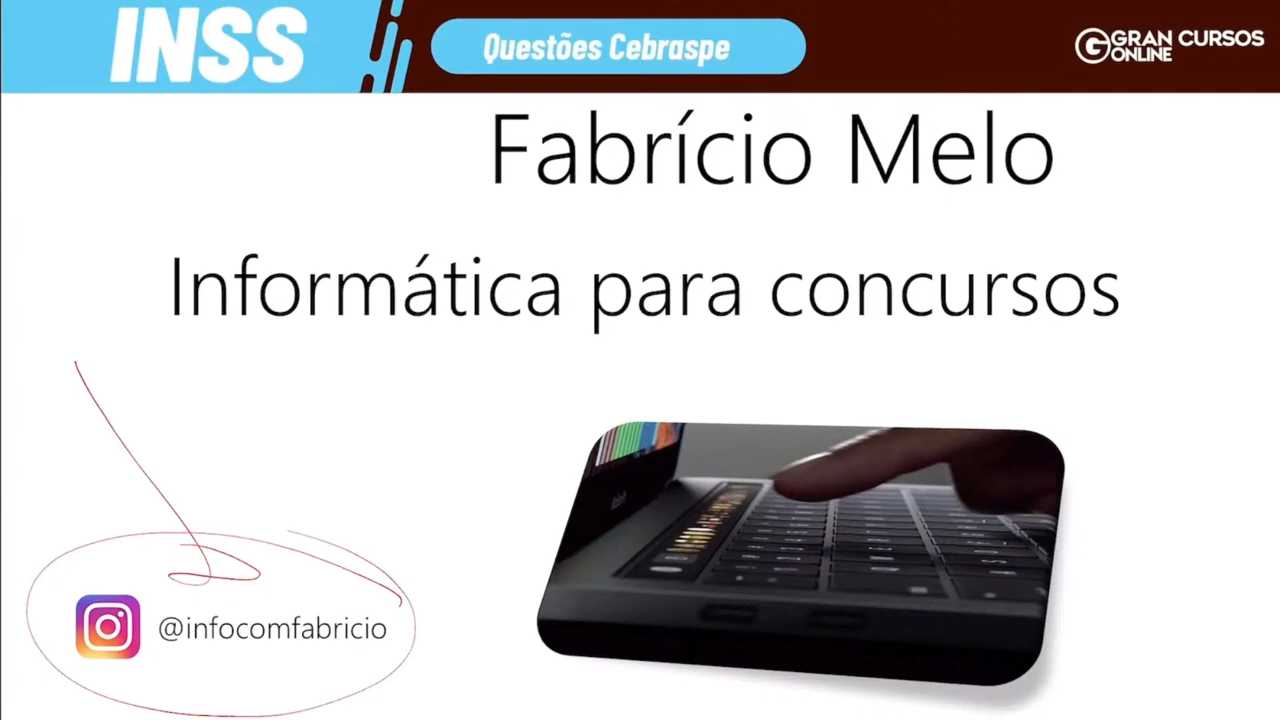 INSS
Questões Cebraspe
GRAN CURSOS
ONLINE
Fabrício Melo
Informática para concursos
@infocomfabricio